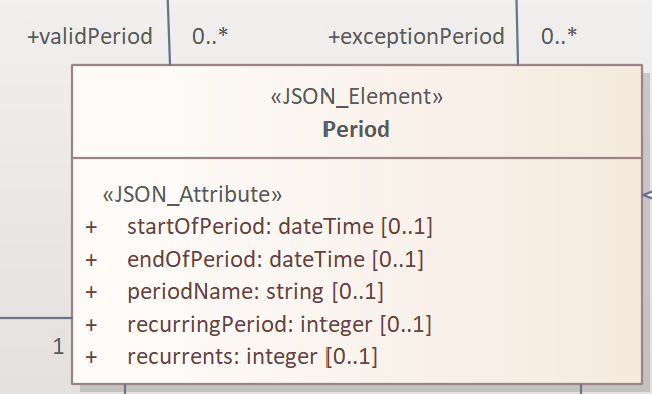 +validPeriod 0..* +exceptionPeriod 0..*
«JSON_Element»
Period
«JSON_Attribute»
+ startOfPeriod: dateTime [0..1]
+ endOfPeriod: dateTime [0..1]
+ periodName: string [0..1]
+ recurringPeriod: integer [0..1]
1
+ recurrents: integer [0..1]